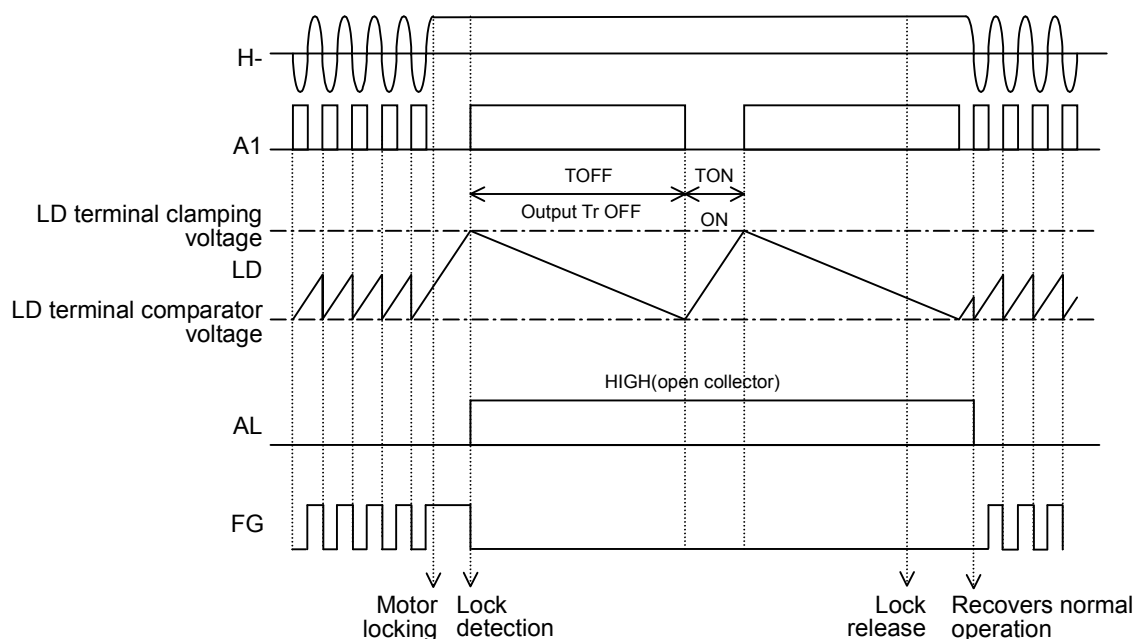 H-
A1
TOFF
TON
LD terminal clamping
voltage
Output Tr OFF
ON
LD
LD terminal comparator
voltage
HIGH(open collector)
AL
FG
Motor
locking
Lock
detection
Lock
release
Recovers normal
operation